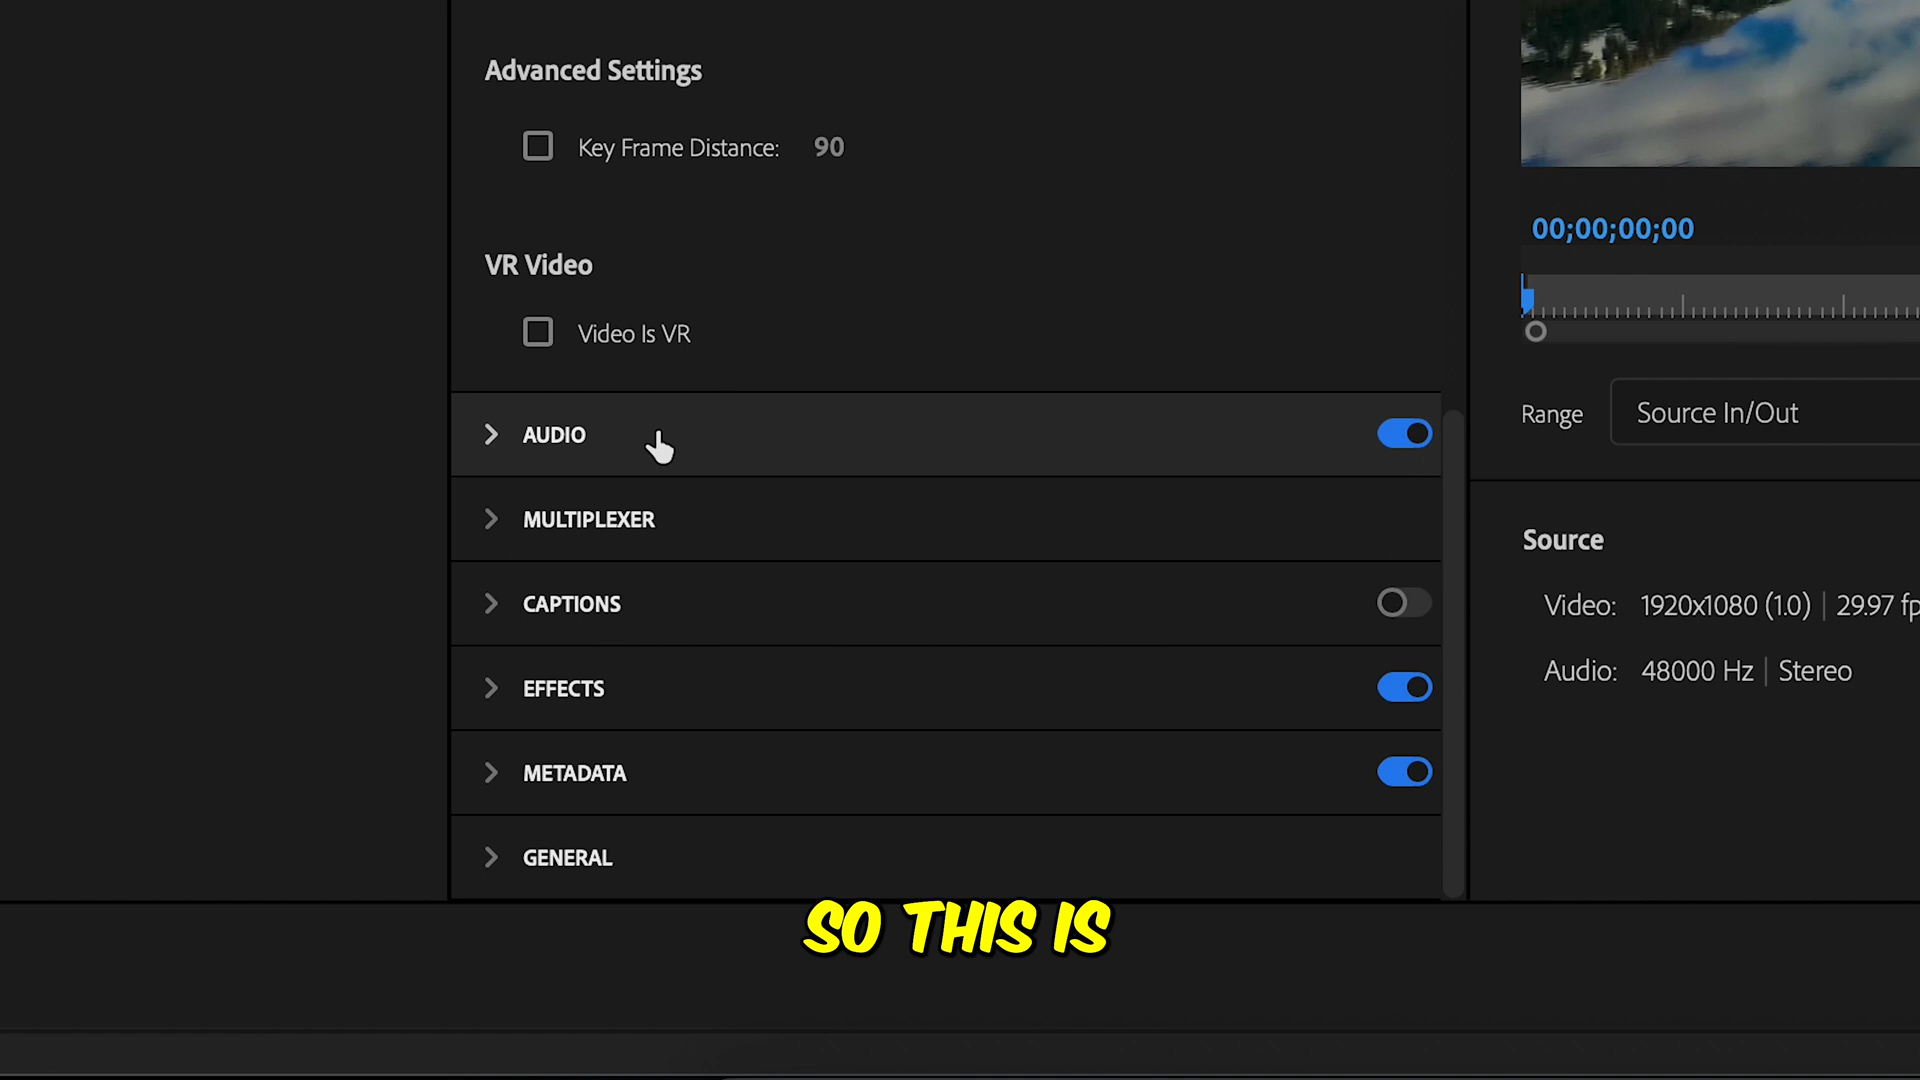 Advanced Settings
Key Frame Distance: 90
VR Video
Video Is VR
AUDIO
MULTIPLEXER
CAPTIONS
EFFECTS
METADATA
GENERAL
00;00;00;00
Range Source In/Out
Source
Video: 1920x1080 (1.0) | 29.97 fp
Audio: 48000 Hz | Stereo
SO THIS IS